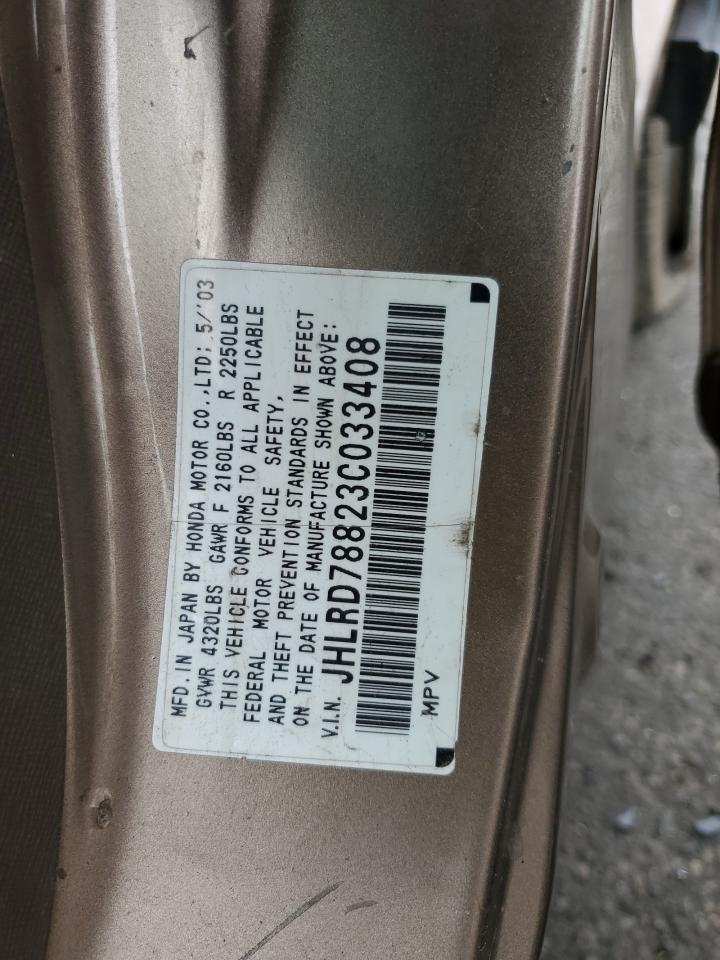 MFD. IN JAPAN BY HONDA MOTOR CO.,LTD: 5/'03
GVWR 4320LBS GAWR F 2160LBS R 2250LBS
THIS VEHICLE CONFORMS TO ALL APPLICABLE
FEDERAL MOTOR VEHICLE SAFETY,
AND THEFT PREVENTION STANDARDS IN EFFECT
ON THE DATE OF MANUFACTURE SHOWN ABOVE:
V.I.N. JHLRD78823C033408
MPV